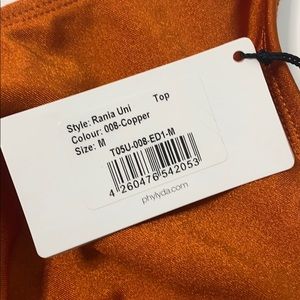 Style: Rania Uni Top
Colour: 008-Copper
Size: M
T05U-008-ED1-M
4 260476 542053
phylyda.com